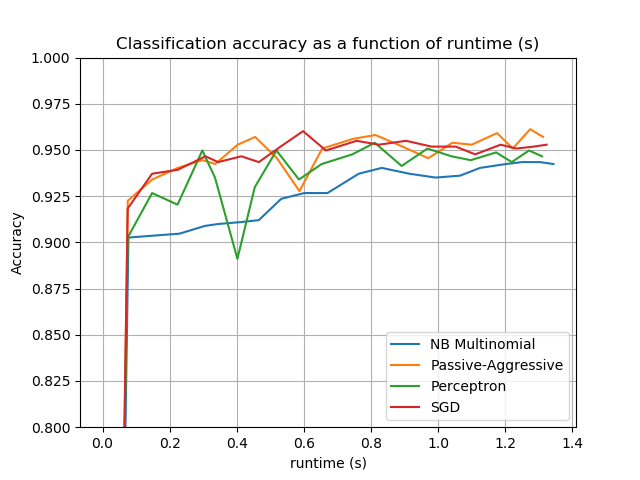 Classification accuracy as a function of runtime (s)
1.000
0.975
0.950
0.925
0.900
0.875
0.850
0.825
0.800
Accuracy
0.0 0.2 0.4 0.6 0.8 1.0 1.2 1.4
runtime (s)
NB Multinomial
Passive-Aggressive
Perceptron
SGD